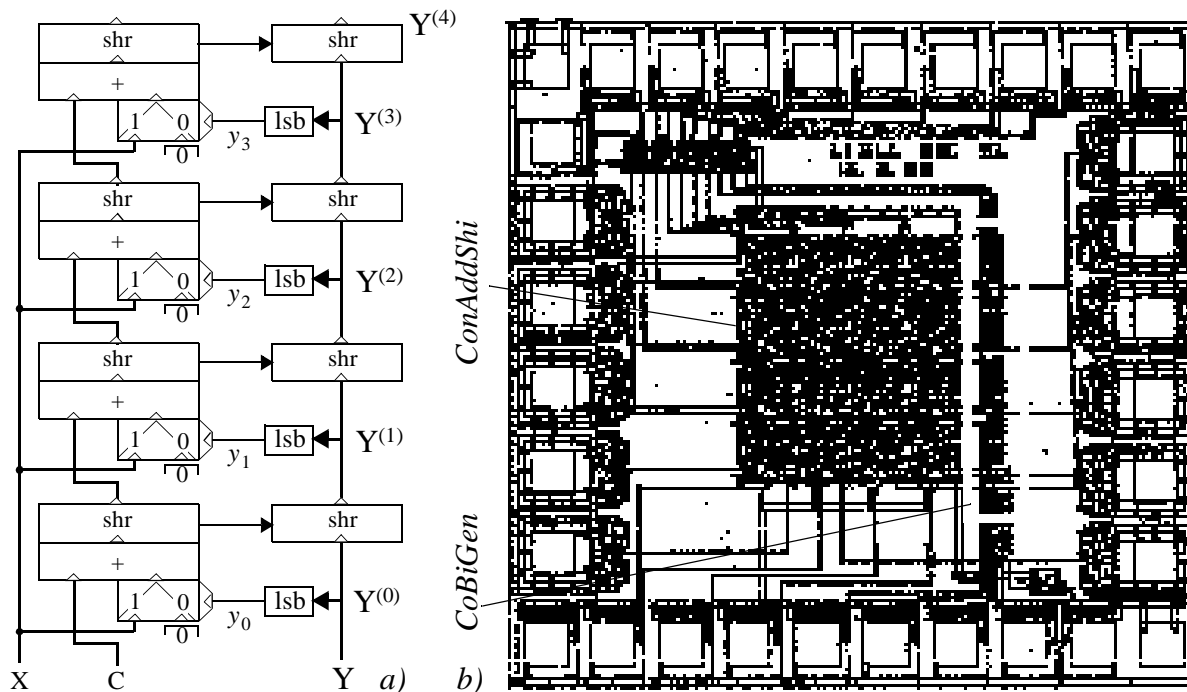 Y(4)
shr shr
+
1 0
0
y3 lsb Y(3)
shr shr
+
1 0
0
y2 lsb Y(2)
shr shr
+
1 0
0
y1 lsb Y(1)
shr shr
+
1 0
0
y0 lsb Y(0)
X C Y a)
ConAddShi
CoBiGen
b)